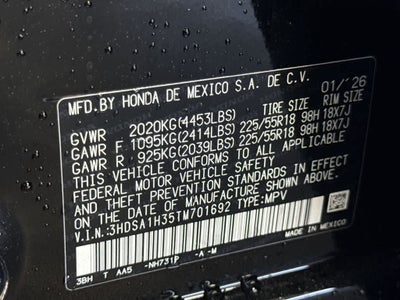 MFD.BY HONDA DE MEXICO S.A. DE C.V. 01/'26
GVWR 2020KG(4453LBS) TIRE SIZE RIM SIZE
GAWR F 1095KG(2414LBS) 225/55R18 98H 18X7J
GAWR R 925KG(2039LBS) 225/55R18 98H 18X7J
THIS VEHICLE CONFORMS TO ALL APPLICABLE
FEDERAL MOTOR VEHICLE SAFETY
STANDARDS IN EFFECT ON THE DATE
OF MANUFACTURE SHOWN ABOVE.
V.I.N.:3HDSA1H35TM701692 TYPE:MPV
MADE IN MEXICO
3BH T AA5 -NH731P -A -M